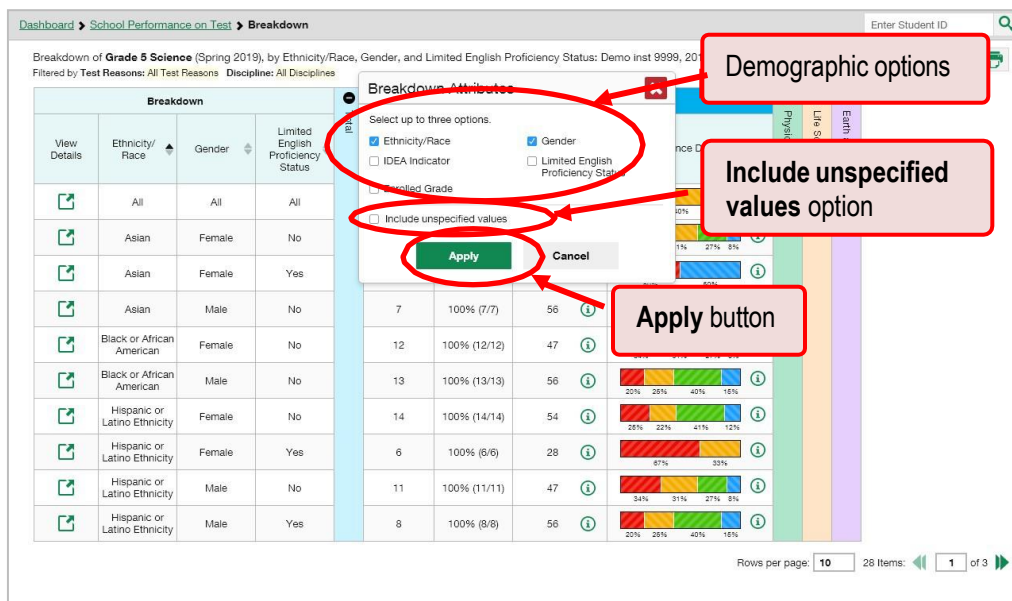 Dashboard ❯ School Performance on Test ❯ Breakdown
Enter Student ID
Breakdown of Grade 5 Science (Spring 2019), by Ethnicity/Race, Gender, and Limited English Proficiency Status: Demo inst 9999, 201
Filtered by Test Reasons: All Test Reasons Discipline: All Disciplines
Demographic options
Include unspecified
values option
Apply button
Breakdown Attributes
Select up to three options.
Ethnicity/Race Gender
IDEA Indicator Limited English
Proficiency Status
Enrolled Grade
Include unspecified values
Apply Cancel
Breakdown
View Details Ethnicity/ Race Gender Limited English Proficiency Status
All All All
Asian Female No
1% 27% 8%
Asian Female Yes
Asian Male No 7 100% (7/7) 56
Black or African American Female No 12 100% (12/12) 47
Black or African American Male No 13 100% (13/13) 56
20% 25% 40% 15%
Hispanic or Latino Ethnicity Female No 14 100% (14/14) 54
25% 22% 41% 12%
Hispanic or Latino Ethnicity Female Yes 6 100% (6/6) 28
67% 33%
Hispanic or Latino Ethnicity Male No 11 100% (11/11) 47
34% 31% 27% 8%
Hispanic or Latino Ethnicity Male Yes 8 100% (8/8) 56
20% 25% 40% 15%
Rows per page: 10 28 Items: 1 of 3